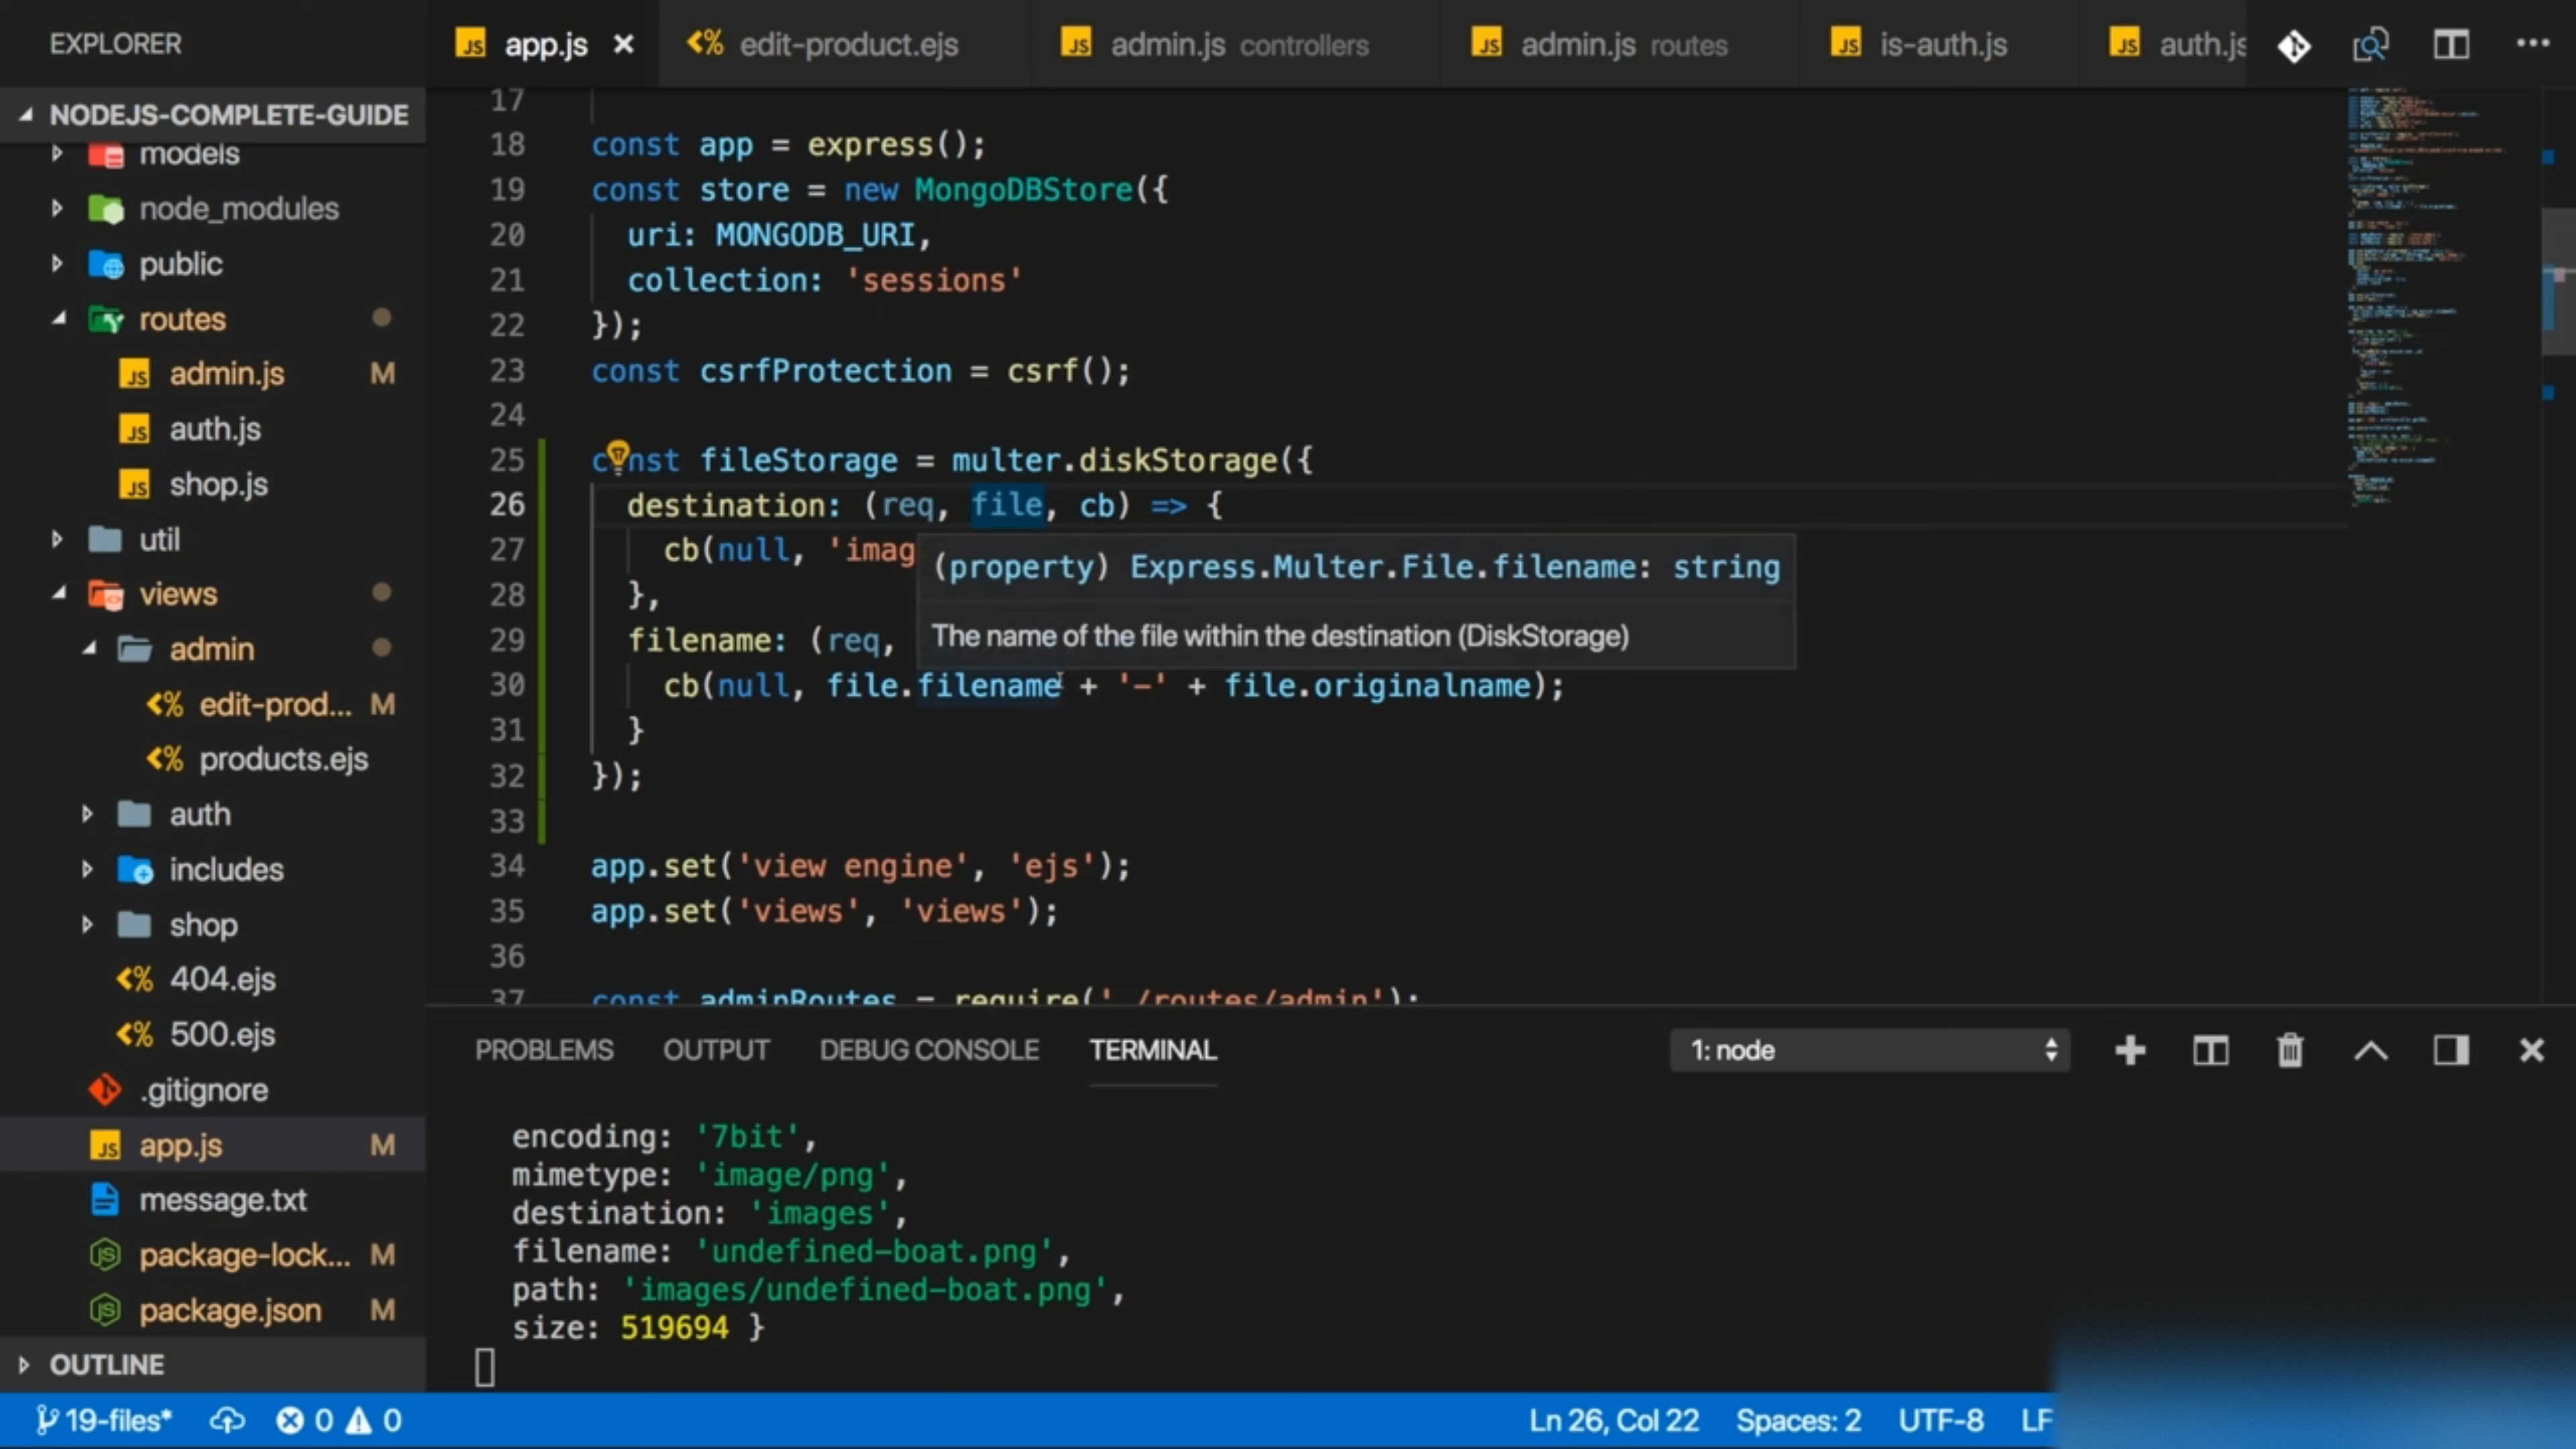 EXPLORER
NODEJS-COMPLETE-GUIDE
models
node_modules
public
routes
admin.js M
auth.js
shop.js
util
views
admin
edit-prod... M
products.ejs
auth
includes
shop
404.ejs
500.ejs
.gitignore
app.js M
message.txt
package-lock... M
package.json M
OUTLINE
app.js
edit-product.ejs
admin.js controllers
admin.js routes
is-auth.js
auth.js
17
18 const app = express();
19 const store = new MongoDBStore({
20 uri: MONGODB_URI,
21 collection: 'sessions'
22 });
23 const csrfProtection = csrf();
24
25 const fileStorage = multer.diskStorage({
26 destination: (req, file, cb) => {
27 cb(null, 'imag
28 },
29 filename: (req,
30 cb(null, file.filename + '-' + file.originalname);
31 }
32 });
33
34 app.set('view engine', 'ejs');
35 app.set('views', 'views');
36
37 const adminRoutes = require('./routes/admin');
(property) Express.Multer.File.filename: string
The name of the file within the destination (DiskStorage)
PROBLEMS OUTPUT DEBUG CONSOLE TERMINAL
1: node
encoding: '7bit',
mimetype: 'image/png',
destination: 'images',
filename: 'undefined-boat.png',
path: 'images/undefined-boat.png',
size: 519694 }
19-files* 0 0
Ln 26, Col 22 Spaces: 2 UTF-8 LF